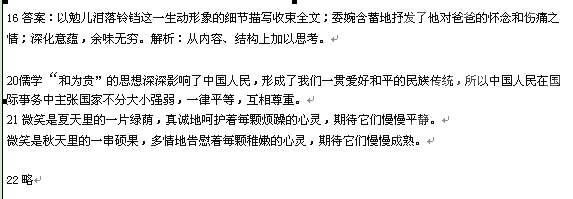 16 答案：以勉儿泪落铃铛这一生动形象的细节描写收束全文；委婉含蓄地抒发了他对爸爸的怀念和伤痛之
情；深化意蕴，余味无穷。解析：从内容、结构上加以思考。
20儒学“和为贵”的思想深深影响了中国人民，形成了我们一贯爱好和平的民族传统，所以中国人民在国
际事务中主张国家不分大小强弱，一律平等，互相尊重。
21 微笑是夏天里的一片绿荫，真诚地呵护着每颗烦躁的心灵，期待它们慢慢平静。
微笑是秋天里的一串硕果，多情地告慰着每颗稚嫩的心灵，期待它们慢慢成熟。
22 略